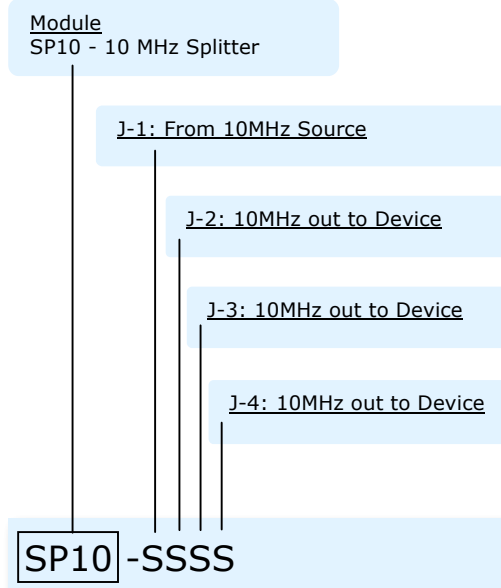 Module
SP10 - 10 MHz Splitter
J-1: From 10MHz Source
J-2: 10MHz out to Device
J-3: 10MHz out to Device
J-4: 10MHz out to Device
SP10 -SSSS